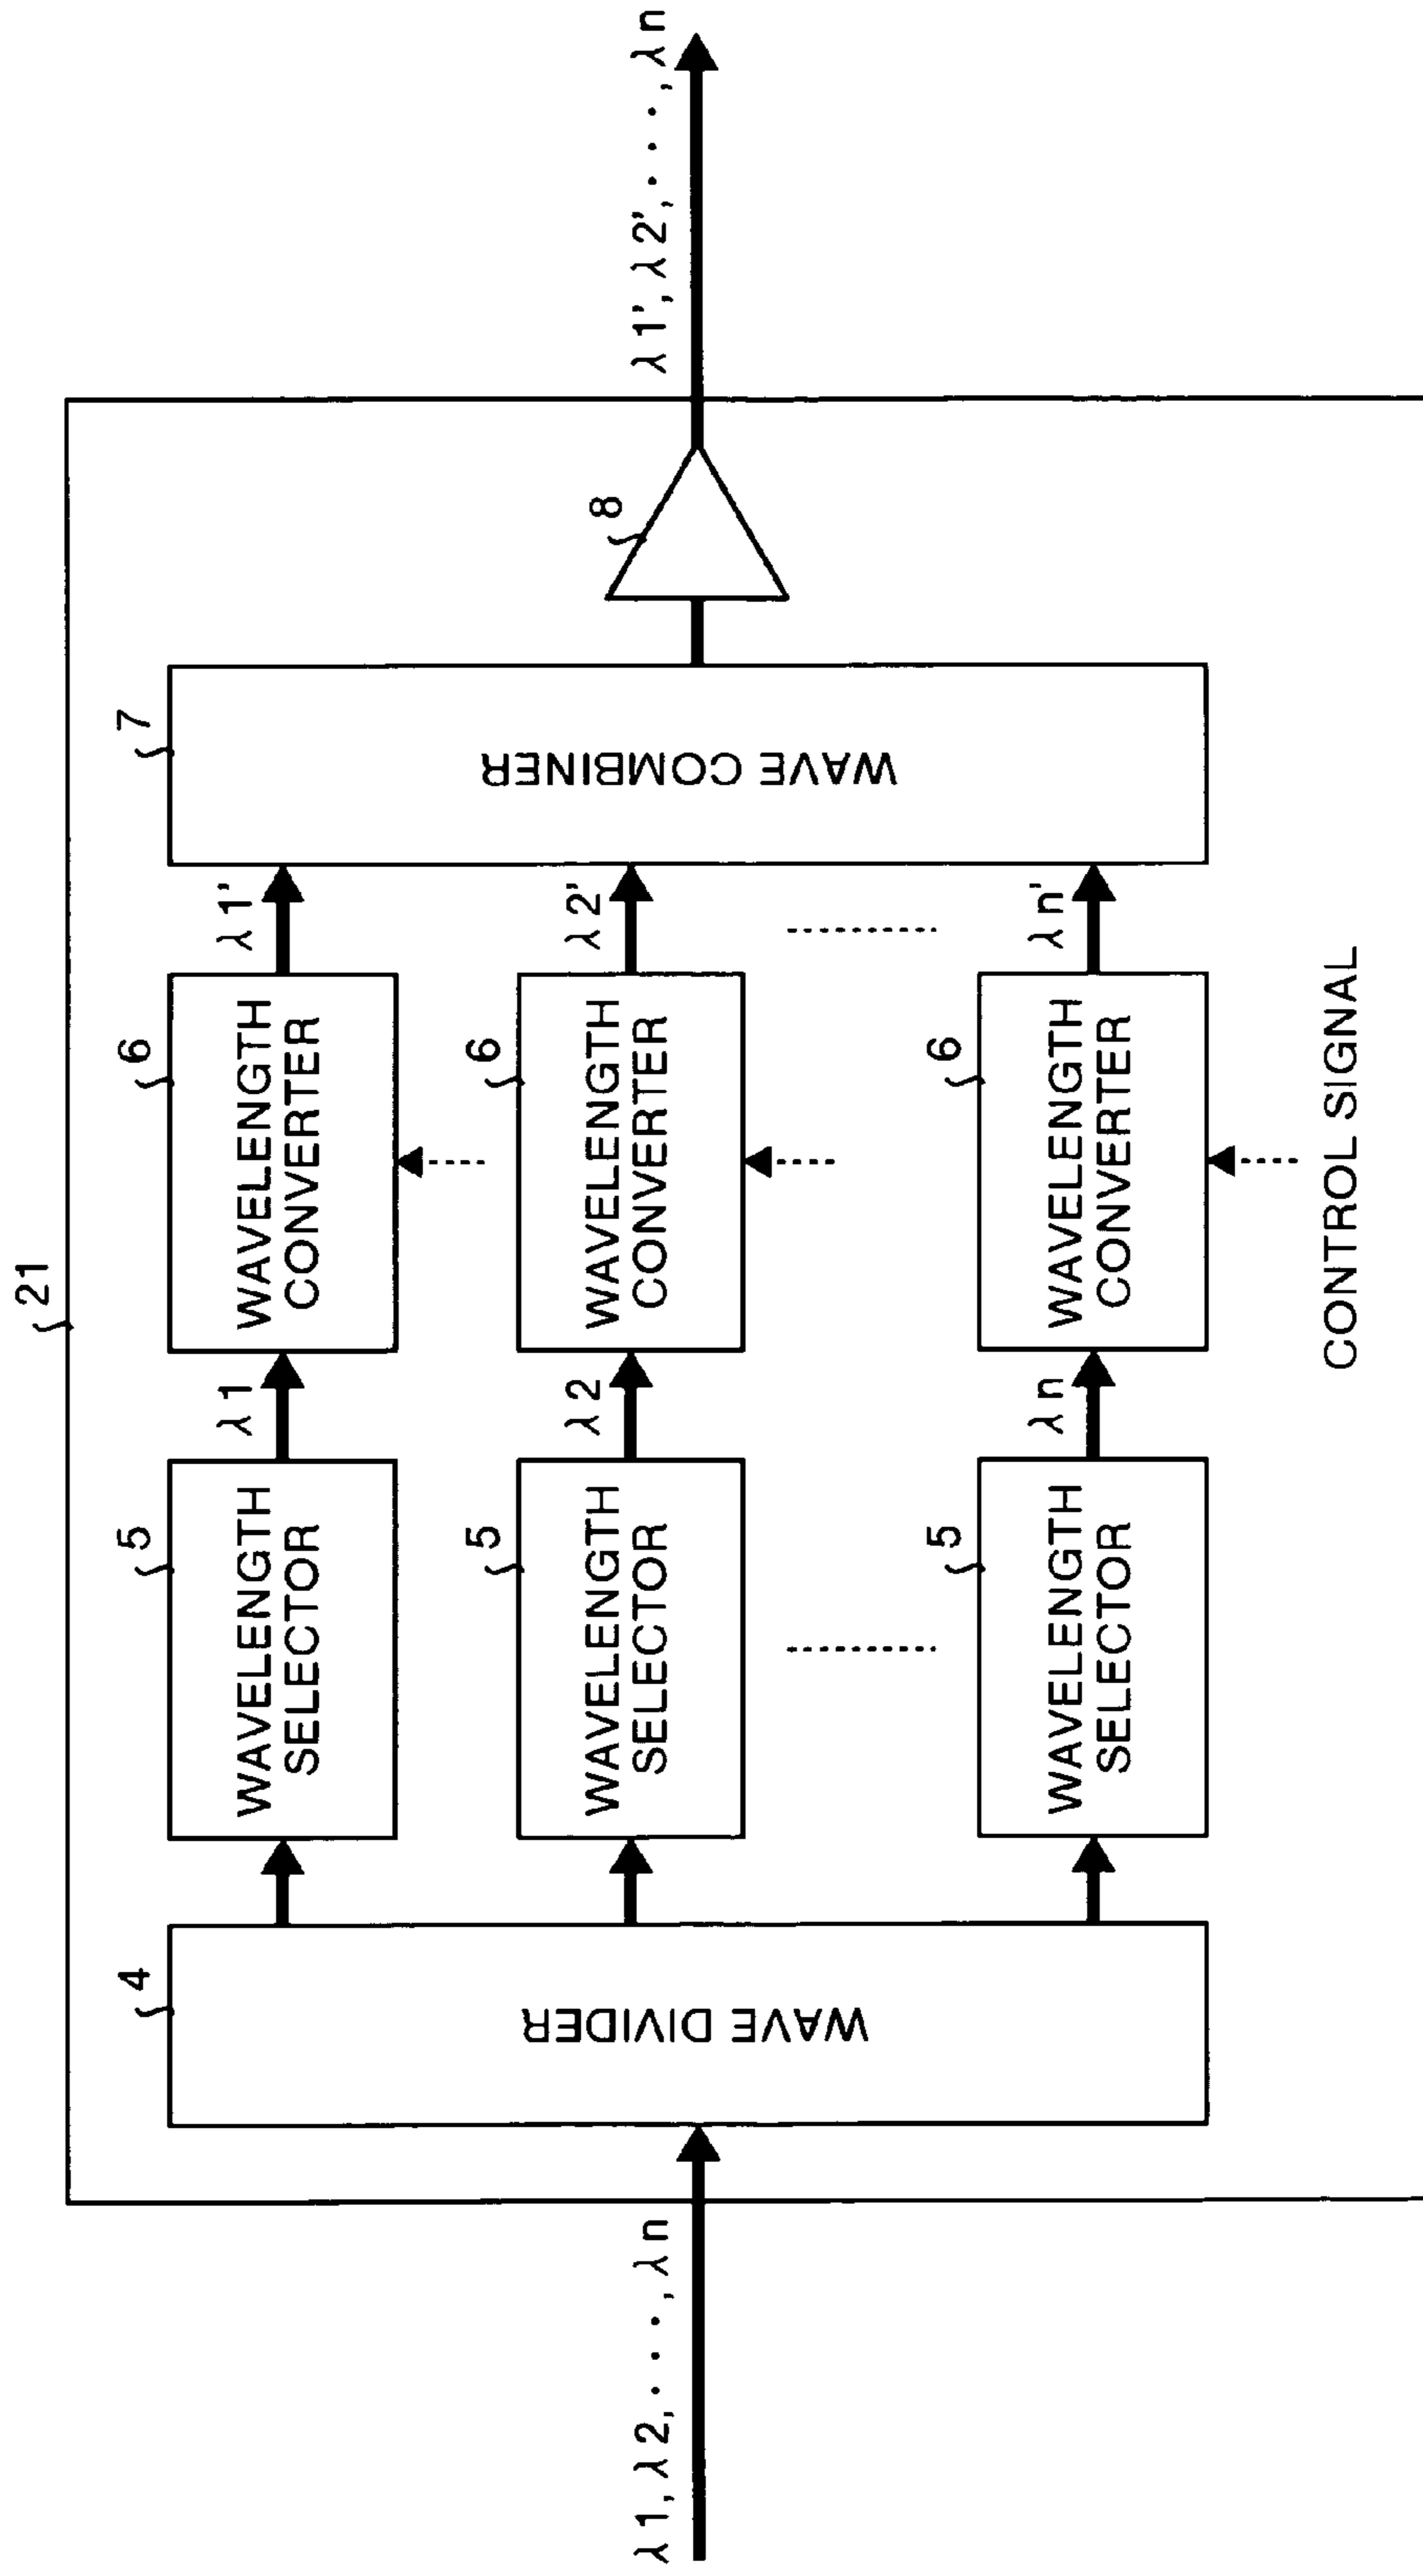 21
4
5
6
7
WAVELENGTH
SELECTOR
λ1
WAVELENGTH
CONVERTER
λ1'
5
6
8
WAVELENGTH
SELECTOR
λ2
WAVELENGTH
CONVERTER
λ2'
λ1, λ2, ･･･, λn
WAVE DIVIDER
WAVE COMBINER
λ1', λ2', ･･･, λn
5
6
WAVELENGTH
SELECTOR
λn
WAVELENGTH
CONVERTER
λn'
CONTROL SIGNAL